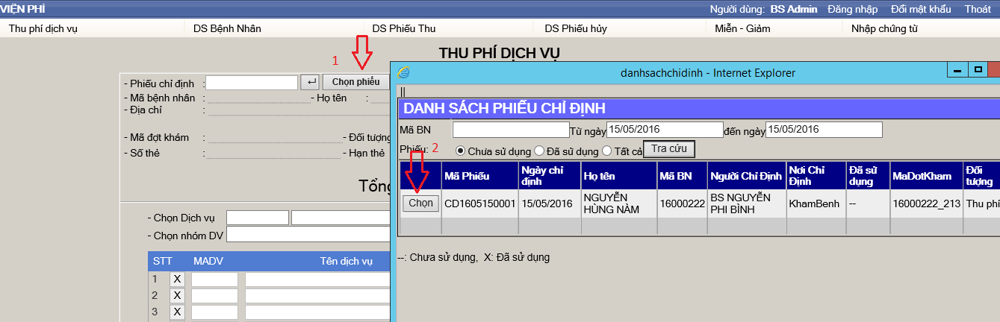 VIỆN PHÍ Người dùng: BS Admin Đăng nhập Đổi mật khẩu Thoát
Thu phí dịch vụ DS Bệnh Nhân DS Phiếu Thu DS Phiếu hủy Miễn - Giảm Nhập chứng từ
THU PHÍ DỊCH VỤ
1
- Phiếu chỉ định : Chọn phiếu
- Mã bệnh nhân : - Họ tên :
- Địa chỉ :
- Mã đợt khám : - Đối tượng
- Số thẻ : - Hạn thẻ
Tổng
- Chọn Dịch vụ
- Chọn nhóm DV
STT MADV Tên dịch vụ
1 X
2 X
3 X
danhsachchidinh - Internet Explorer
||
DANH SÁCH PHIẾU CHỈ ĐỊNH
Mã BN Từ ngày 15/05/2016 đến ngày 15/05/2016
Phiếu: 2 Chưa sử dụng Đã sử dụng Tất cả Tra cứu
Mã Phiếu Ngày chỉ định Họ tên Mã BN Người Chỉ Định Nơi Chỉ Định Đã sử dụng MaDotKham Đối tượng
Chọn CD1605150001 15/05/2016 NGUYỄN HÙNG NÀM 16000222 BS NGUYỄN PHI BÌNH KhamBenh -- 16000222_213 Thu phí
--: Chưa sử dụng, X: Đã sử dụng